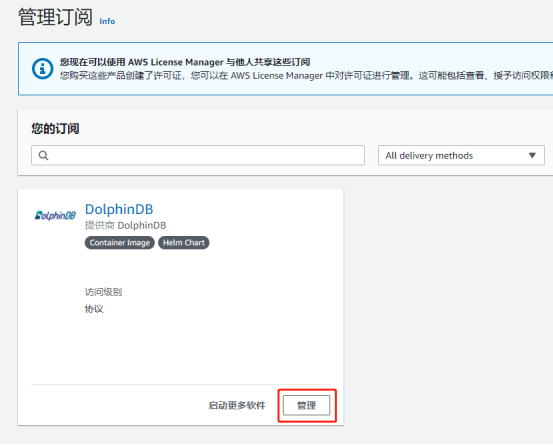 管理订阅 Info
您现在可以使用 AWS License Manager 与他人共享这些订阅
您购买这些产品创建了许可证，您可以在 AWS License Manager 中对许可证进行管理。这可能包括查看、授予访问权限
您的订阅
All delivery methods
DolphinDB
DolphinDB
提供商 DolphinDB
Container Image Helm Chart
访问级别
协议
启动更多软件 管理